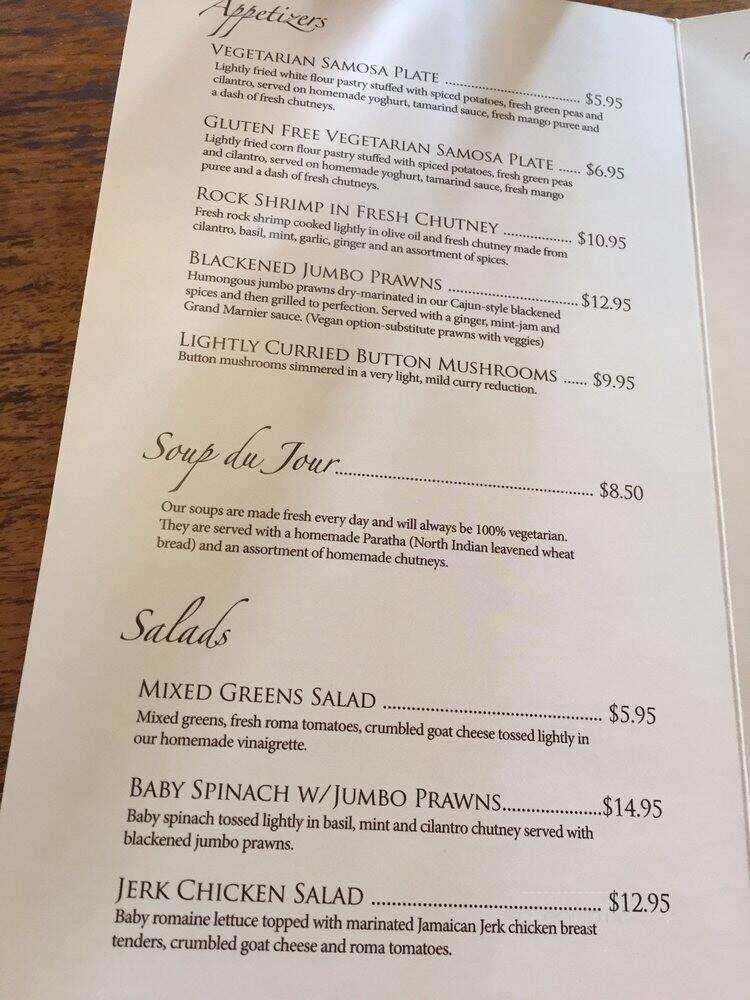 Appetizers
VEGETARIAN SAMOSA PLATE ................................... $5.95
Lightly fried white flour pastry stuffed with spiced potatoes, fresh green peas and
cilantro, served on homemade yoghurt, tamarind sauce, fresh mango puree and
a dash of fresh chutneys.
GLUTEN FREE VEGETARIAN SAMOSA PLATE ...... $6.95
Lightly fried corn flour pastry stuffed with spiced potatoes, fresh green peas
and cilantro, served on homemade yoghurt, tamarind sauce, fresh mango
puree and a dash of fresh chutneys.
ROCK SHRIMP IN FRESH CHUTNEY .................. $10.95
Fresh rock shrimp cooked lightly in olive oil and fresh chutney made from
cilantro, basil, mint, garlic, ginger and an assortment of spices.
BLACKENED JUMBO PRAWNS ................................. $12.95
Humongous jumbo prawns dry-marinated in our Cajun-style blackened
spices and then grilled to perfection. Served with a ginger, mint-jam and
Grand Marnier sauce. (Vegan option-substitute prawns with veggies)
LIGHTLY CURRIED BUTTON MUSHROOMS ...... $9.95
Button mushrooms simmered in a very light, mild curry reduction.
Soup du Jour................................................................ $8.50
Our soups are made fresh every day and will always be 100% vegetarian.
They are served with a homemade Paratha (North Indian leavened wheat
bread) and an assortment of homemade chutneys.
Salads
MIXED GREENS SALAD ............................................ $5.95
Mixed greens, fresh roma tomatoes, crumbled goat cheese tossed lightly in
our homemade vinaigrette.
BABY SPINACH W/JUMBO PRAWNS....................$14.95
Baby spinach tossed lightly in basil, mint and cilantro chutney served with
blackened jumbo prawns.
JERK CHICKEN SALAD ................................................ $12.95
Baby romaine lettuce topped with marinated Jamaican Jerk chicken breast
tenders, crumbled goat cheese and roma tomatoes.